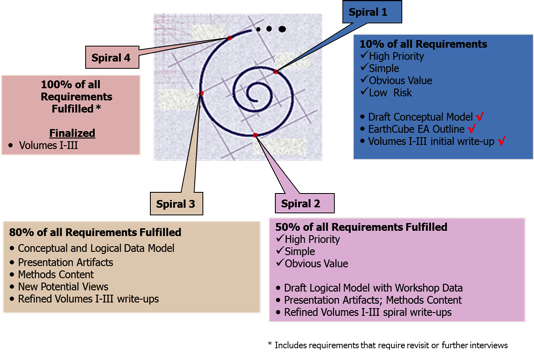 Spiral 1
10% of all Requirements
✓High Priority
✓Simple
✓Obvious Value
✓Low Risk
• Draft Conceptual Model √
• EarthCube EA Outline √
• Volumes I-III initial write-up √
Spiral 4
100% of all
Requirements
Fulfilled *
Finalized
• Volumes I-III
Spiral 3
80% of all Requirements Fulfilled
• Conceptual and Logical Data Model
• Presentation Artifacts
• Methods Content
• New Potential Views
• Refined Volumes I-III write-ups
Spiral 2
50% of all Requirements Fulfilled
✓High Priority
✓Simple
✓Obvious Value
• Draft Logical Model with Workshop Data
• Presentation Artifacts; Methods Content
• Refined Volumes I-III spiral write-ups
* Includes requirements that require revisit or further interviews